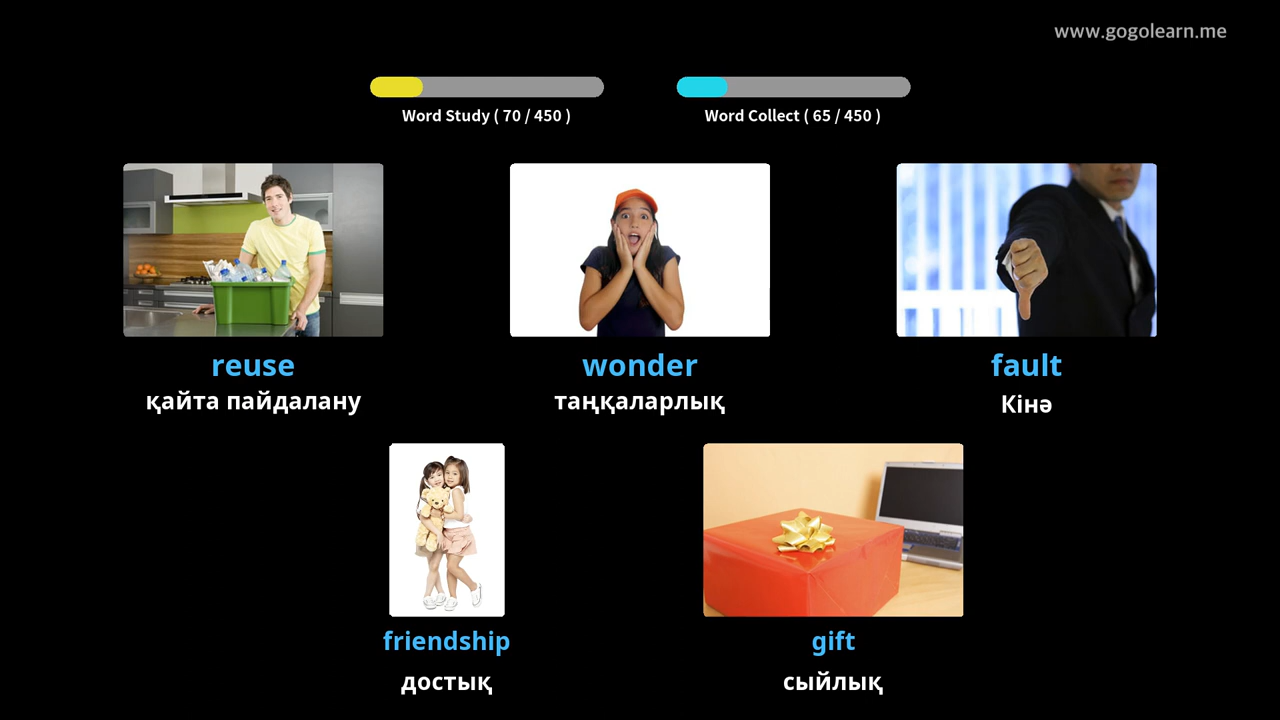 www.gogolearn.me
Word Study ( 70 / 450 )
Word Collect ( 65 / 450 )
reuse
қайта пайдалану
wonder
таңқаларлық
fault
Кінә
friendship
достық
gift
сыйлық